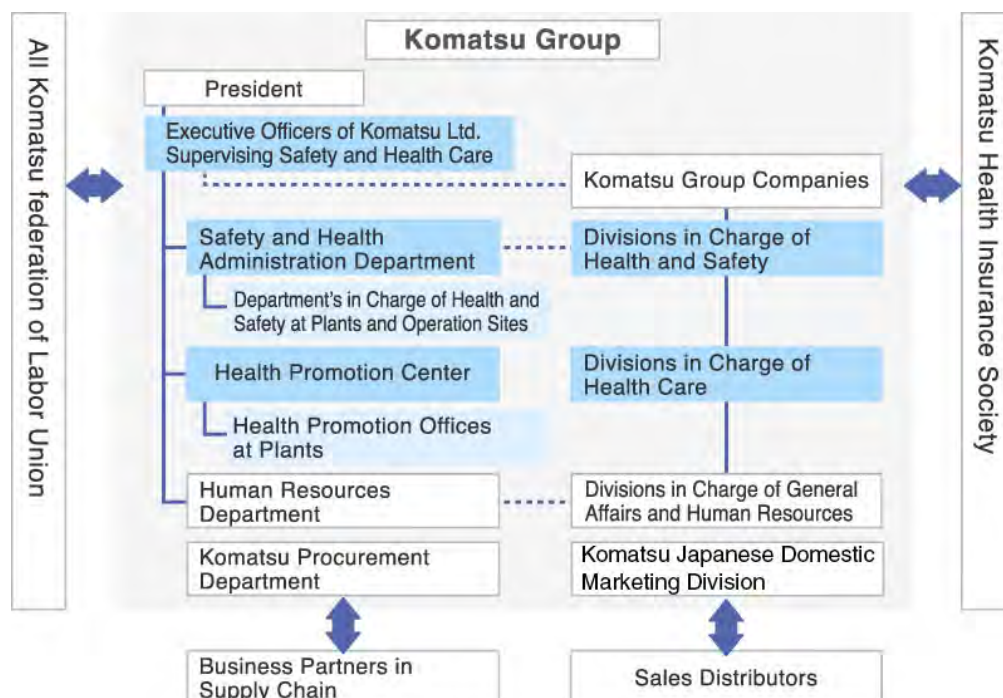 Komatsu Group
All Komatsu federation of Labor Union
Komatsu Health Insurance Society
President
Executive Officers of Komatsu Ltd.
Supervising Safety and Health Care
Komatsu Group Companies
Safety and Health
Administration Department
Divisions in Charge of
Health and Safety
Department's in Charge of Health and
Safety at Plants and Operation Sites
Health Promotion Center
Divisions in Charge of
Health Care
Health Promotion Offices
at Plants
Human Resources
Department
Divisions in Charge of General
Affairs and Human Resources
Komatsu Procurement
Department
Komatsu Japanese Domestic
Marketing Division
Business Partners in
Supply Chain
Sales Distributors